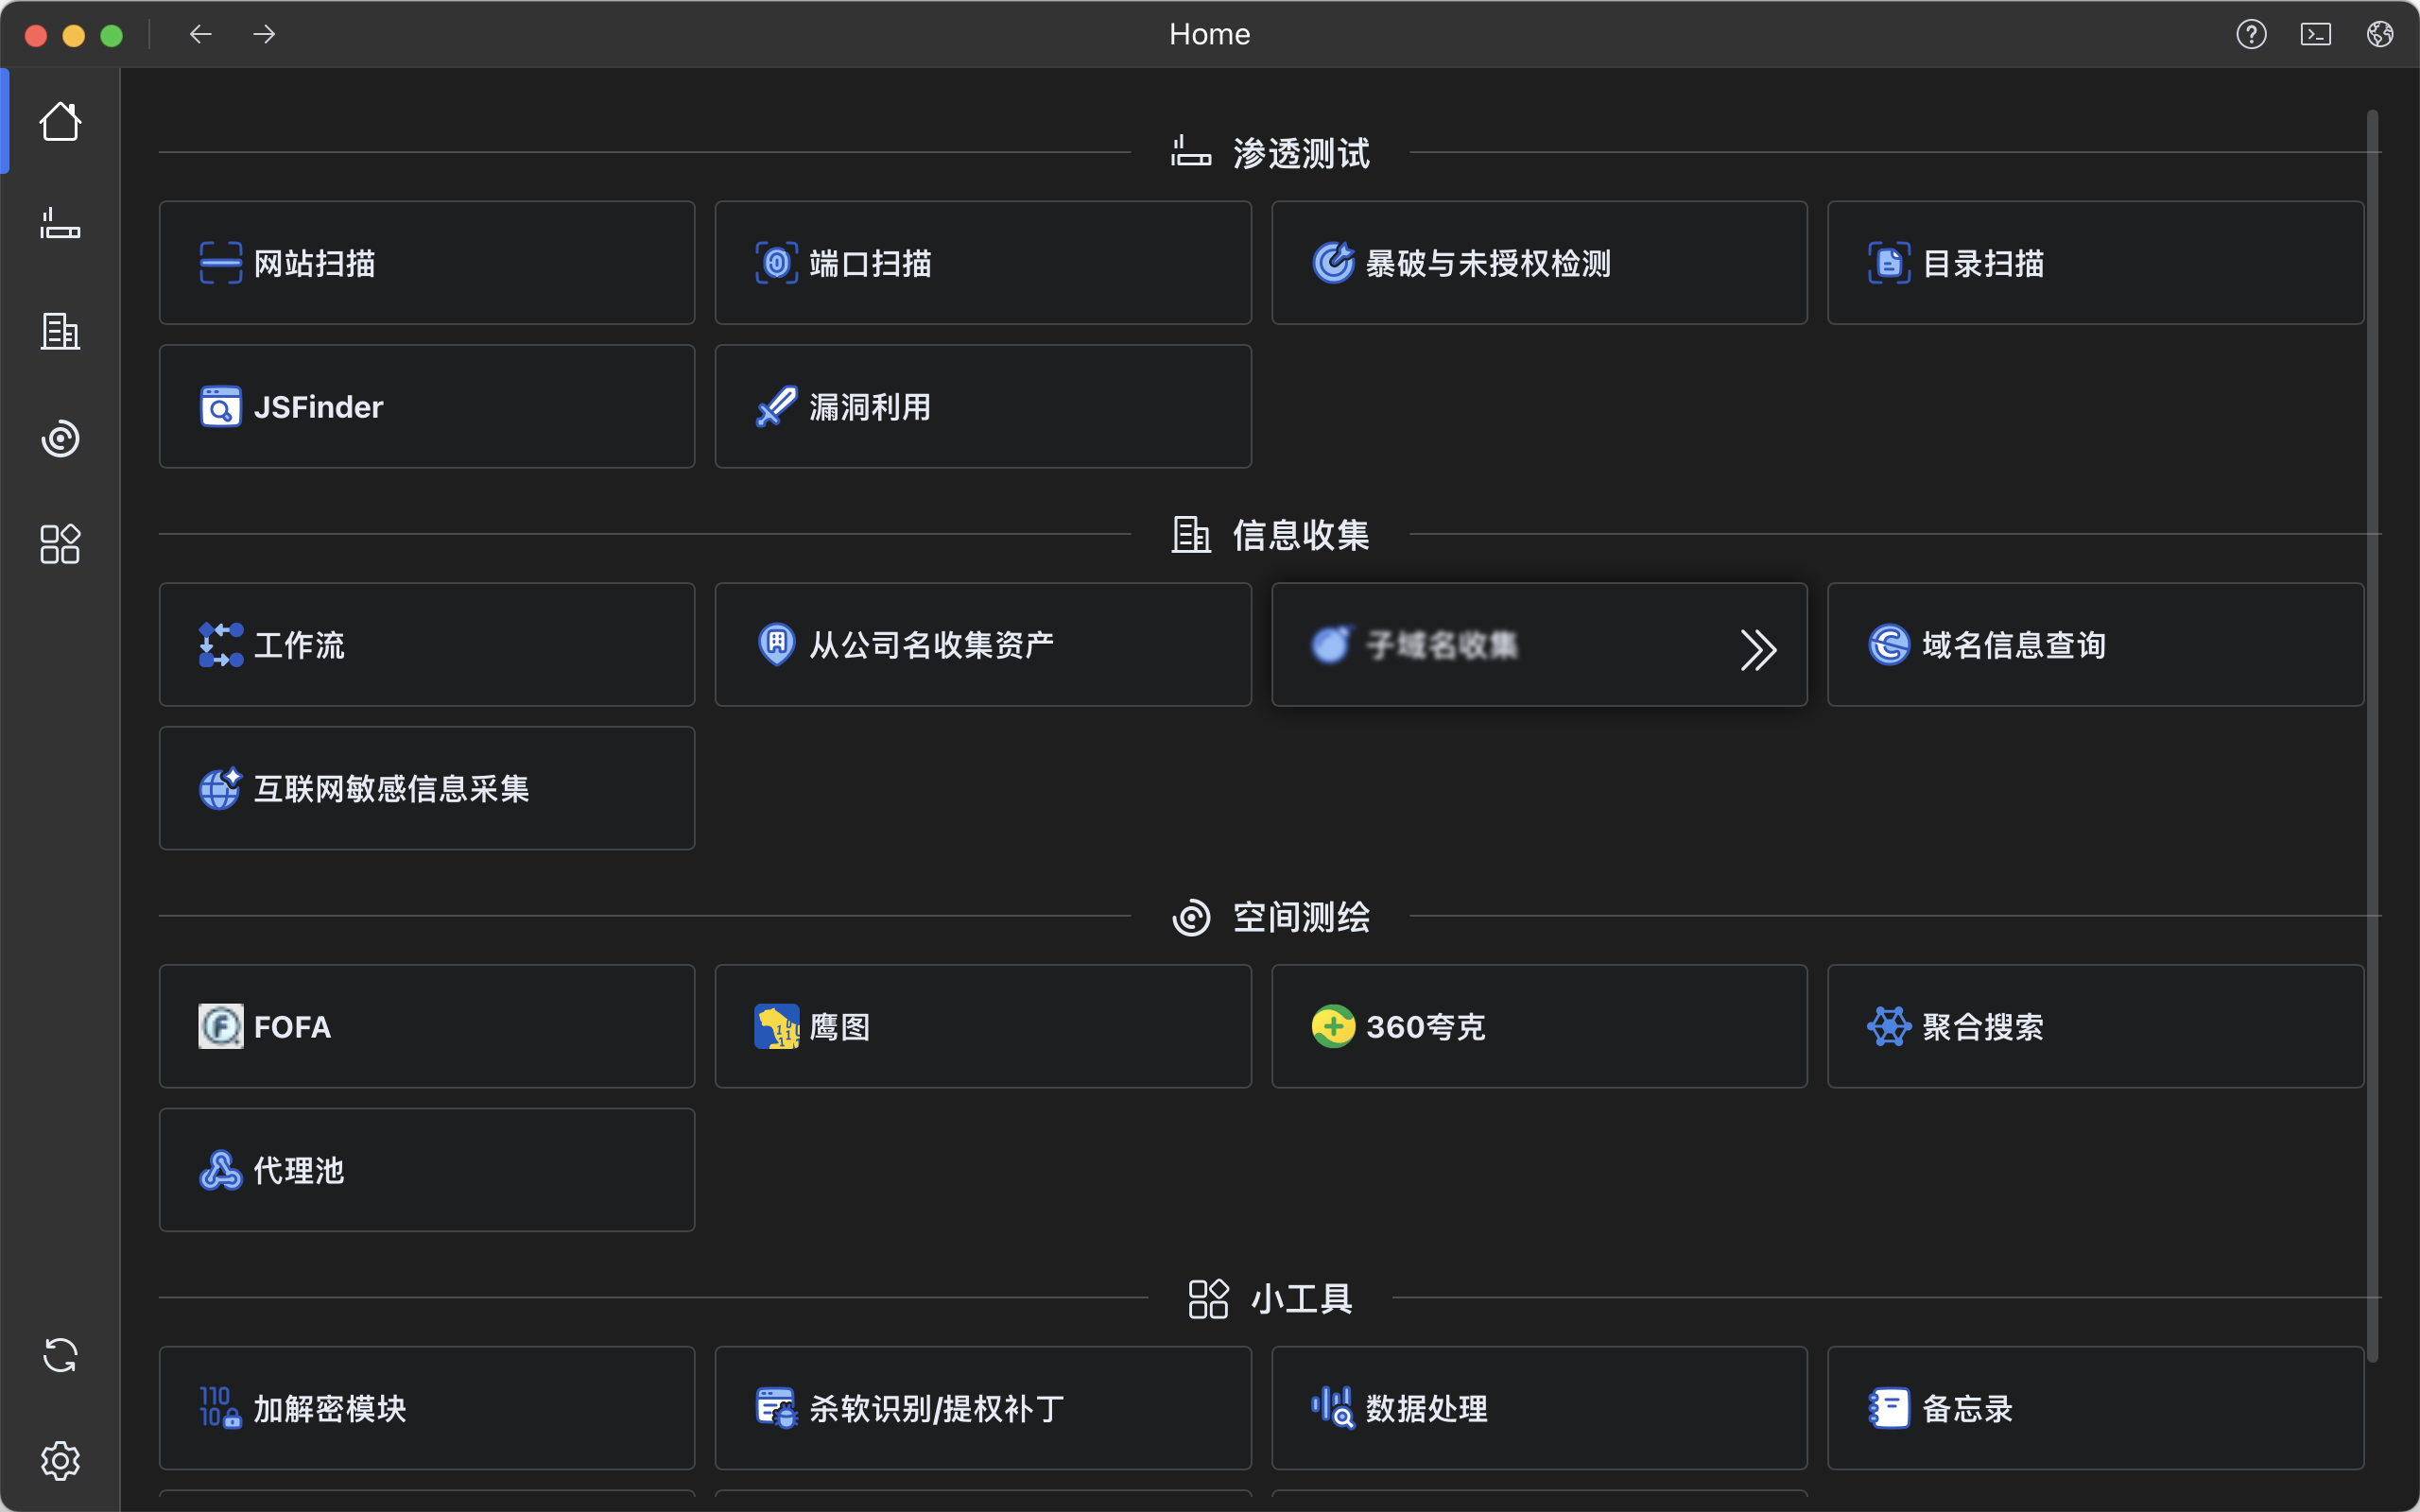 Home
渗透测试
网站扫描
端口扫描
暴破与未授权检测
目录扫描
JSFinder
漏洞利用
信息收集
工作流
从公司名收集资产
子域名收集
域名信息查询
互联网敏感信息采集
空间测绘
FOFA
鹰图
360夸克
聚合搜索
代理池
小工具
加解密模块
杀软识别/提权补丁
数据处理
备忘录